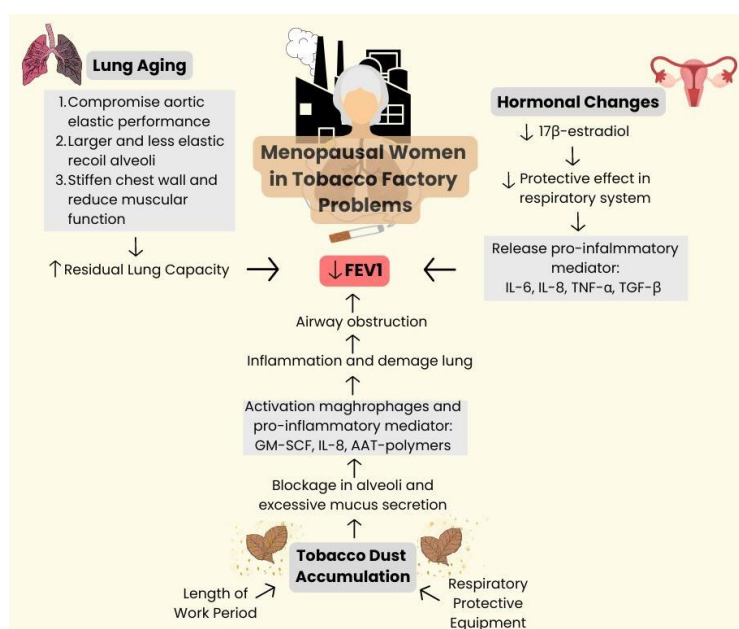 Lung Aging
1.Compromise aortic
elastic performance
2.Larger and less elastic
recoil alveoli
3.Stiffen chest wall and
reduce muscular
function
↓
↑Residual Lung Capacity
→
Menopausal Women
in Tobacco Factory
Problems
Hormonal Changes
↓ 17β-estradiol
↓
↓ Protective effect in
respiratory system
↓
Release pro-infalmmatory
mediator:
IL-6, IL-8, TNF-α, TGF-β
←
↓FEV1
↑
Airway obstruction
↑
Inflammation and demage lung
↑
Activation maghrophages and
pro-inflammatory mediator:
GM-SCF, IL-8, AAT-polymers
↑
Blockage in alveoli and
excessive mucus secretion
↑
Tobacco Dust
Accumulation
Length of
Work Period
Respiratory
Protective
Equipment